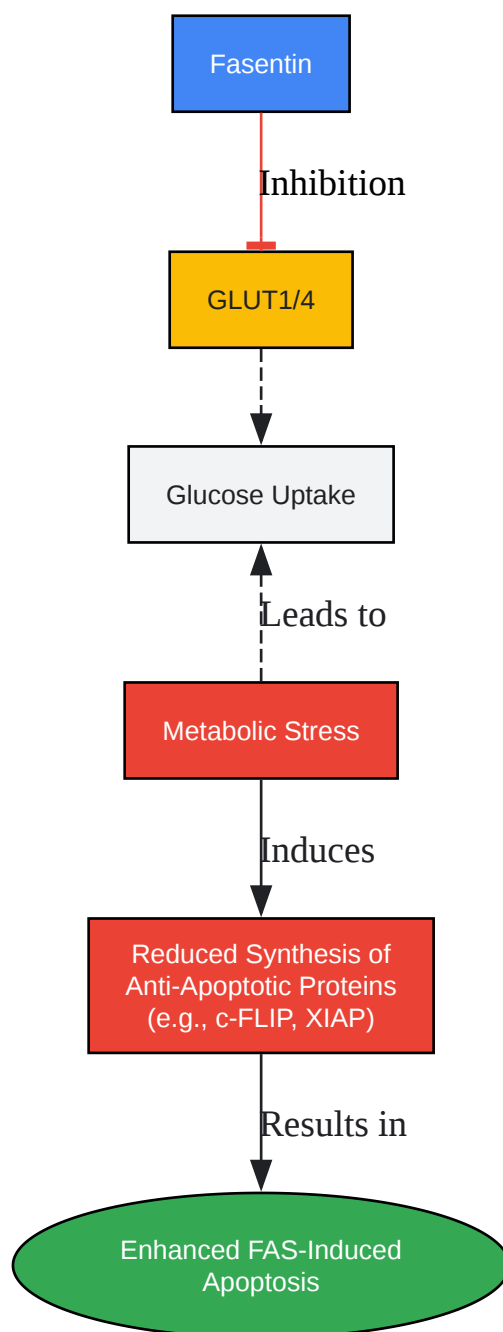 Fasentin
Inhibition
GLUT1/4
Glucose Uptake
Leads to
Metabolic Stress
Induces
Reduced Synthesis of
Anti-Apoptotic Proteins
(e.g., c-FLIP, XIAP)
Results in
Enhanced FAS-Induced
Apoptosis